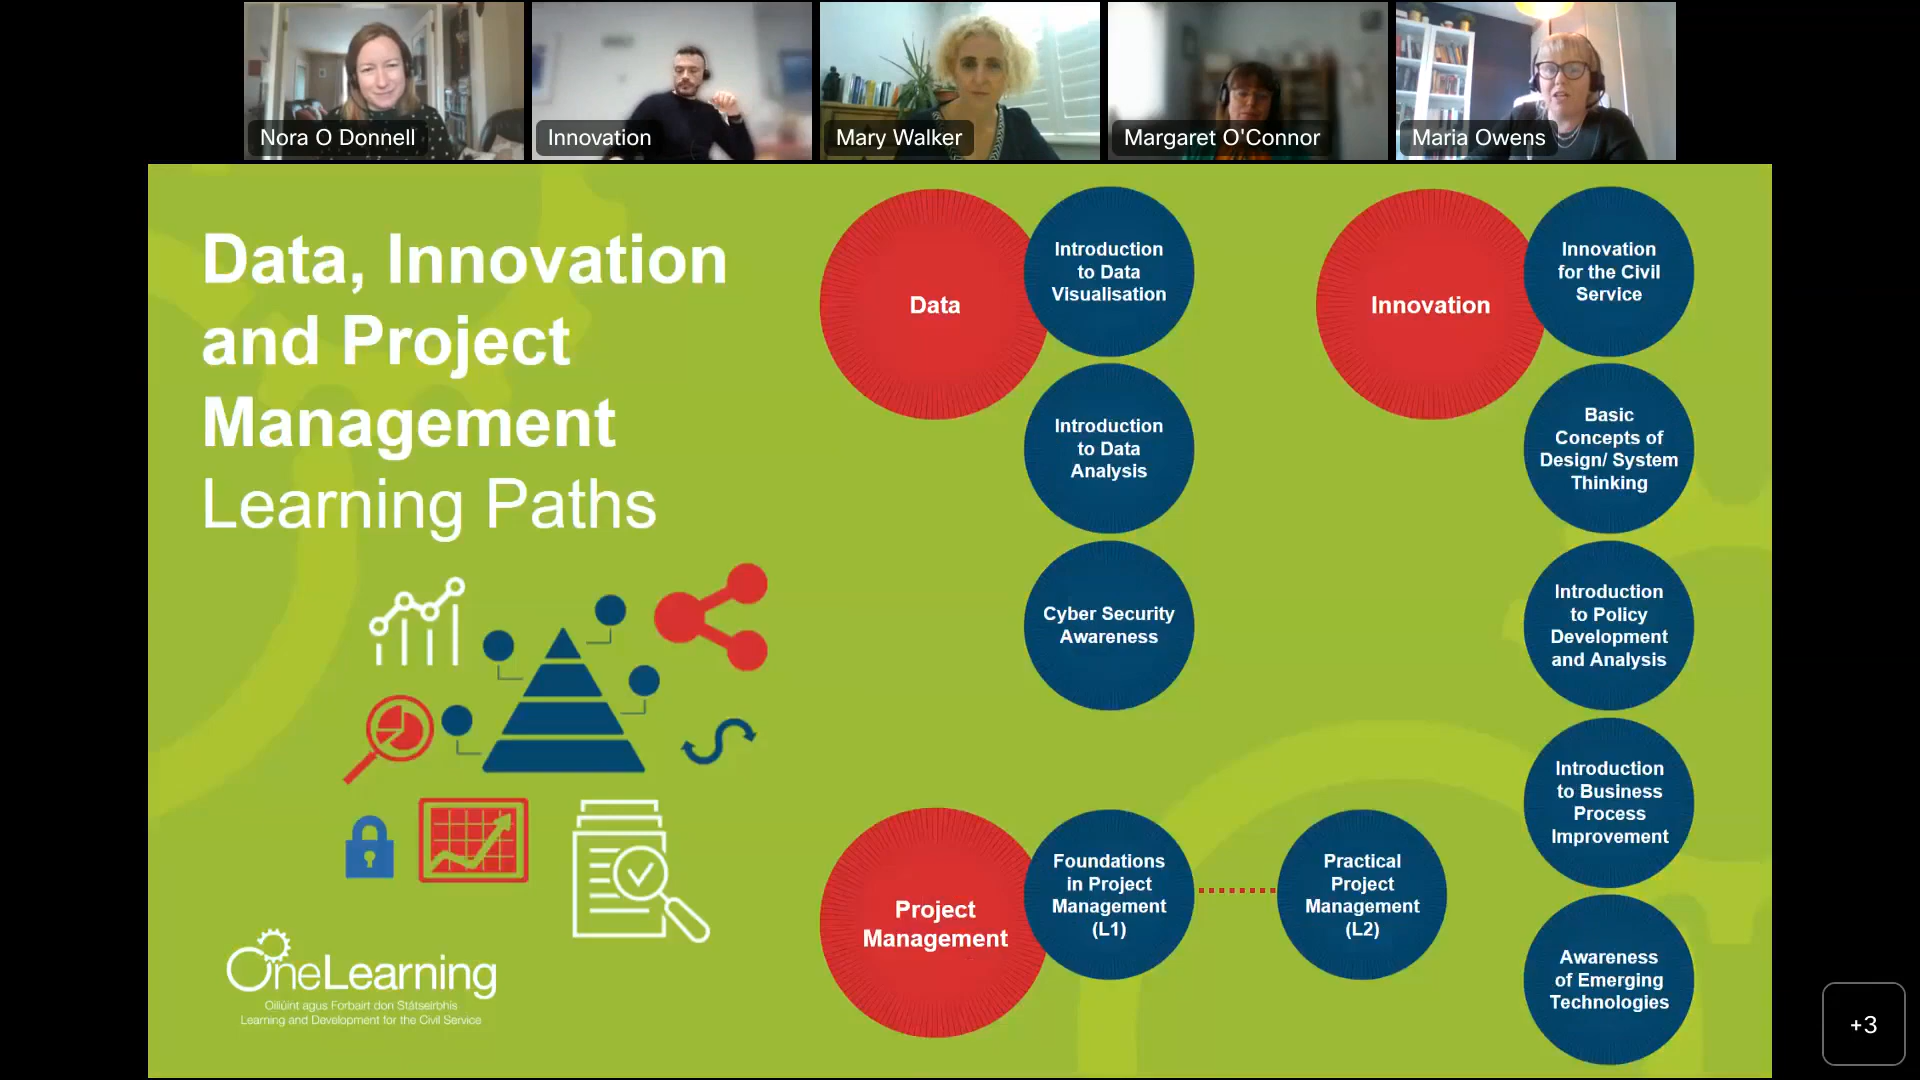 Nora O Donnell
Innovation
Mary Walker
Margaret O'Connor
Maria Owens
Data, Innovation
and Project
Management
Learning Paths
Data
Introduction
to Data
Visualisation
Introduction
to Data
Analysis
Cyber Security
Awareness
Innovation
Innovation
for the Civil
Service
Basic
Concepts of
Design/ System
Thinking
Introduction
to Policy
Development
and Analysis
Introduction
to Business
Process
Improvement
Awareness
of Emerging
Technologies
Project
Management
Foundations
in Project
Management
(L1)
Practical
Project
Management
(L2)
OneLearning
Oiliúint agus Forbairt don Státseirbhís
Learning and Development for the Civil Service
+3